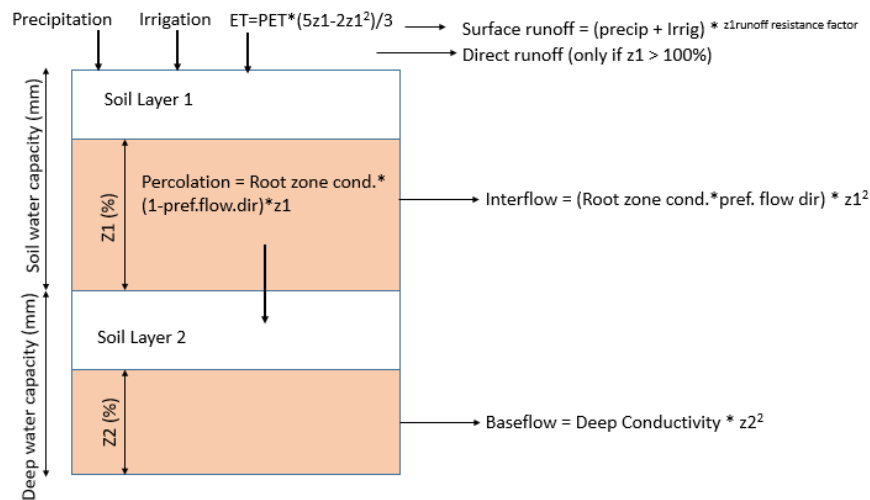 Precipitation
Irrigation
ET=PET*(5z1-2z1²)/3
Surface runoff = (precip + Irrig) * z1runoff resistance factor
Direct runoff (only if z1 > 100%)
Soil water capacity (mm)
Soil Layer 1
Z1 (%)
Percolation = Root zone cond.*
(1-pref.flow.dir)*z1
Interflow = (Root zone cond.*pref. flow dir) * z1²
Deep water capacity (mm)
Soil Layer 2
Z2 (%)
Baseflow = Deep Conductivity * z2²